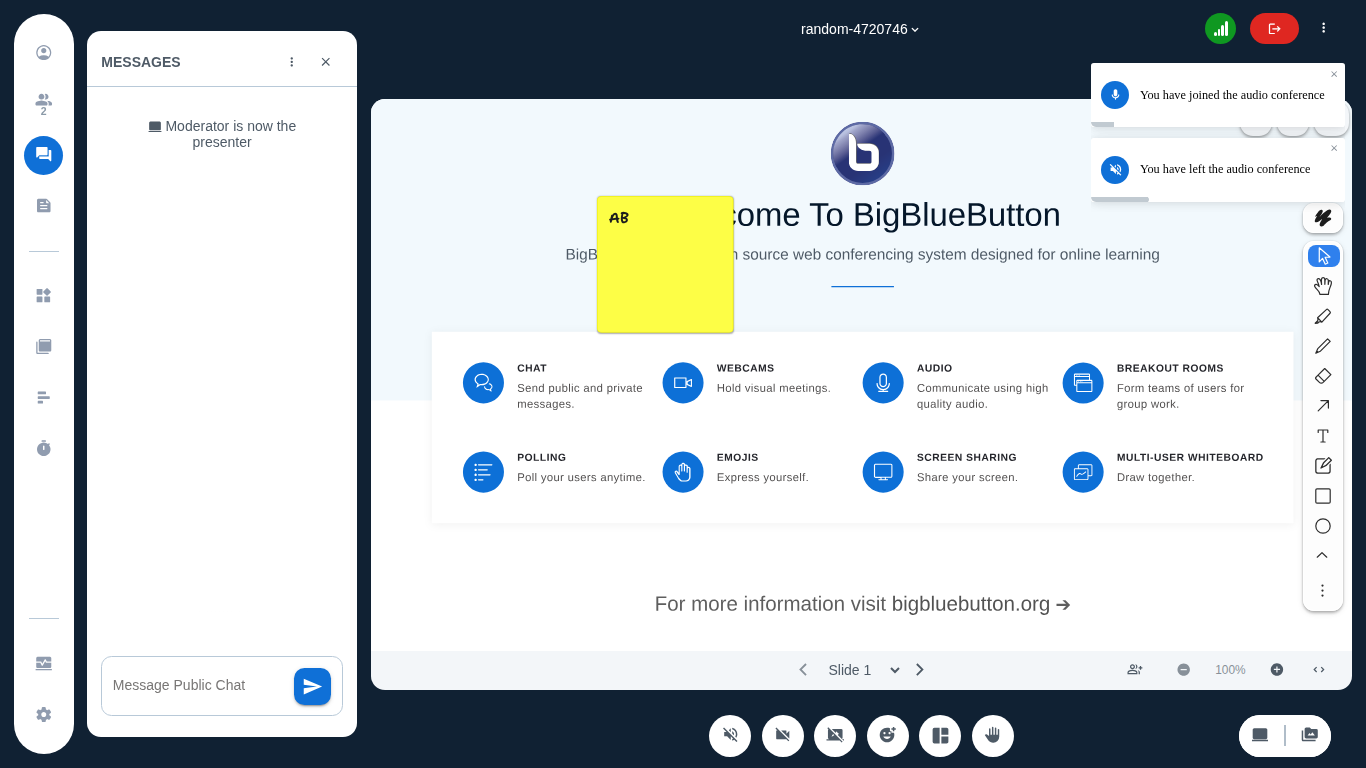 random-4720746
2
MESSAGES
Moderator is now the
presenter
Message Public Chat
You have joined the audio conference
You have left the audio conference
AB
come To BigBlueButton
BigB
source web conferencing system designed for online learning
CHAT
Send public and private
messages.
WEBCAMS
Hold visual meetings.
AUDIO
Communicate using high
quality audio.
BREAKOUT ROOMS
Form teams of users for
group work.
POLLING
Poll your users anytime.
EMOJIS
Express yourself.
SCREEN SHARING
Share your screen.
MULTI-USER WHITEBOARD
Draw together.
For more information visit bigbluebutton.org ➔
Slide 1
100%